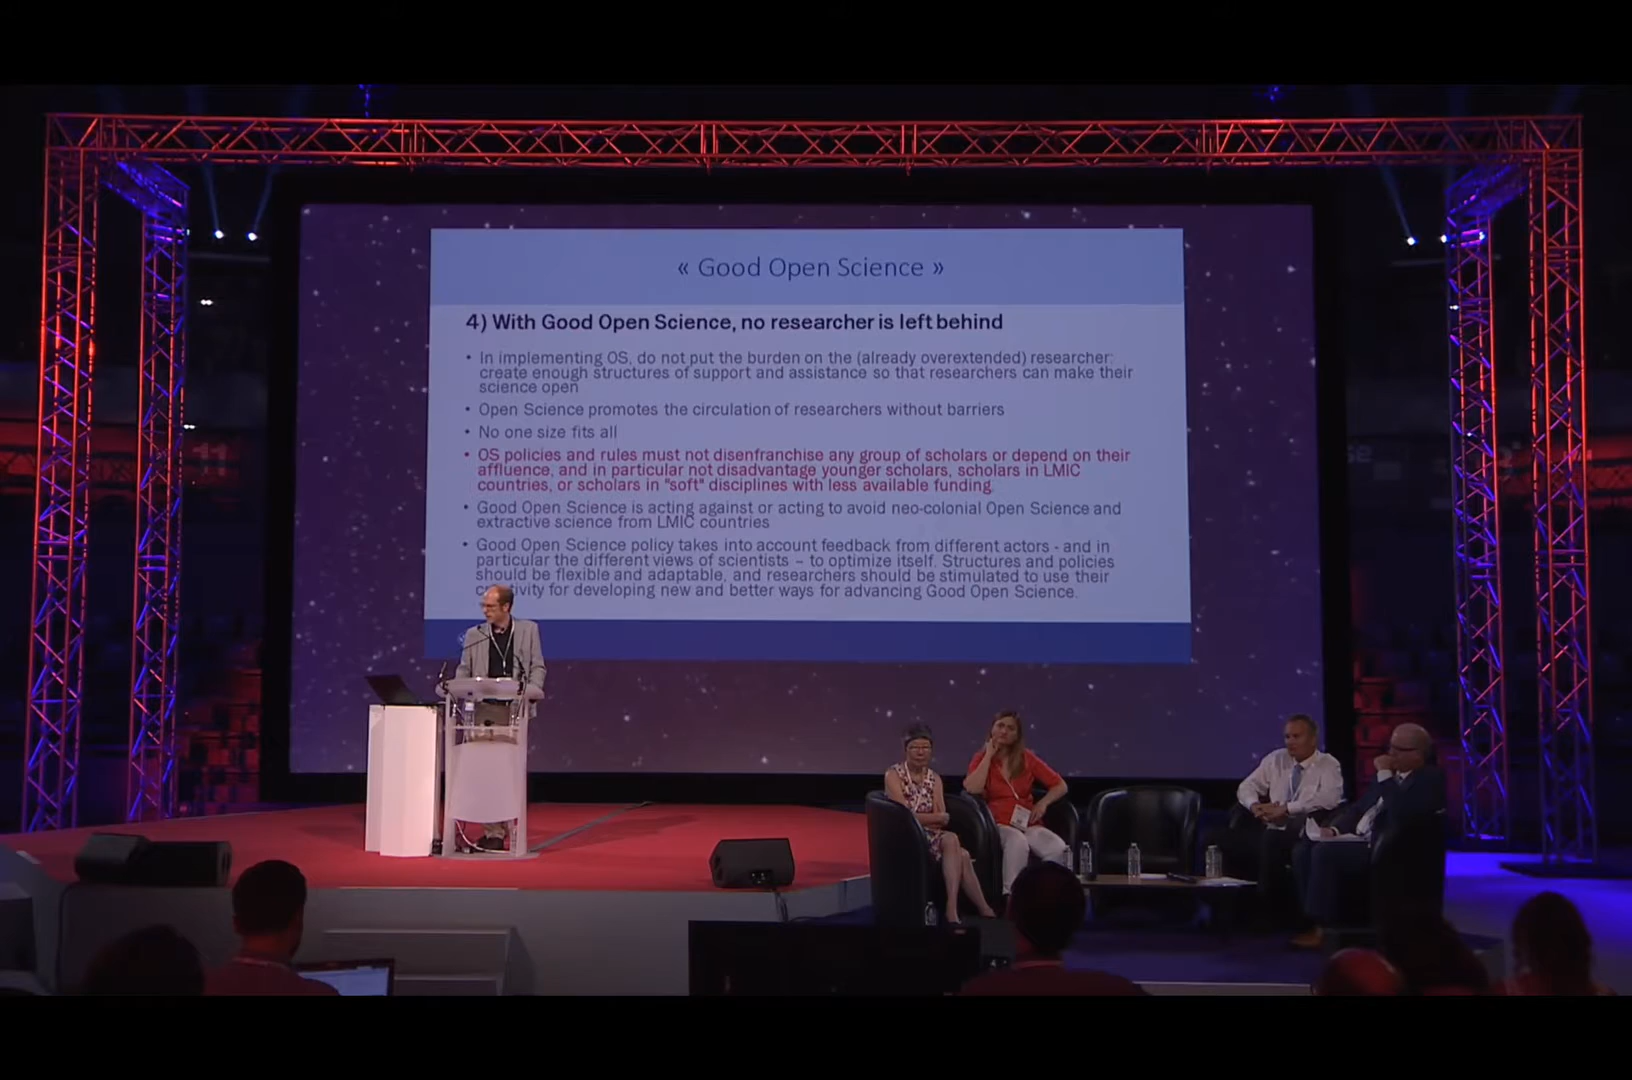 « Good Open Science »
4) With Good Open Science, no researcher is left behind
• In implementing OS, do not put the burden on the (already overextended) researcher:
create enough structures of support and assistance so that researchers can make their
science open
• Open Science promotes the circulation of researchers without barriers
• No one size fits all
• OS policies and rules must not disenfranchise any group of scholars or depend on their
affluence, and in particular not disadvantage younger scholars, scholars in LMIC
countries, or scholars in "soft" disciplines with less available funding.
• Good Open Science is acting against or acting to avoid neo-colonial Open Science and
extractive science from LMIC countries
• Good Open Science policy takes into account feedback from different actors - and in
particular the different views of scientists – to optimize itself. Structures and policies
should be flexible and adaptable, and researchers should be stimulated to use their
for developing new and better ways for advancing Good Open Science.
11